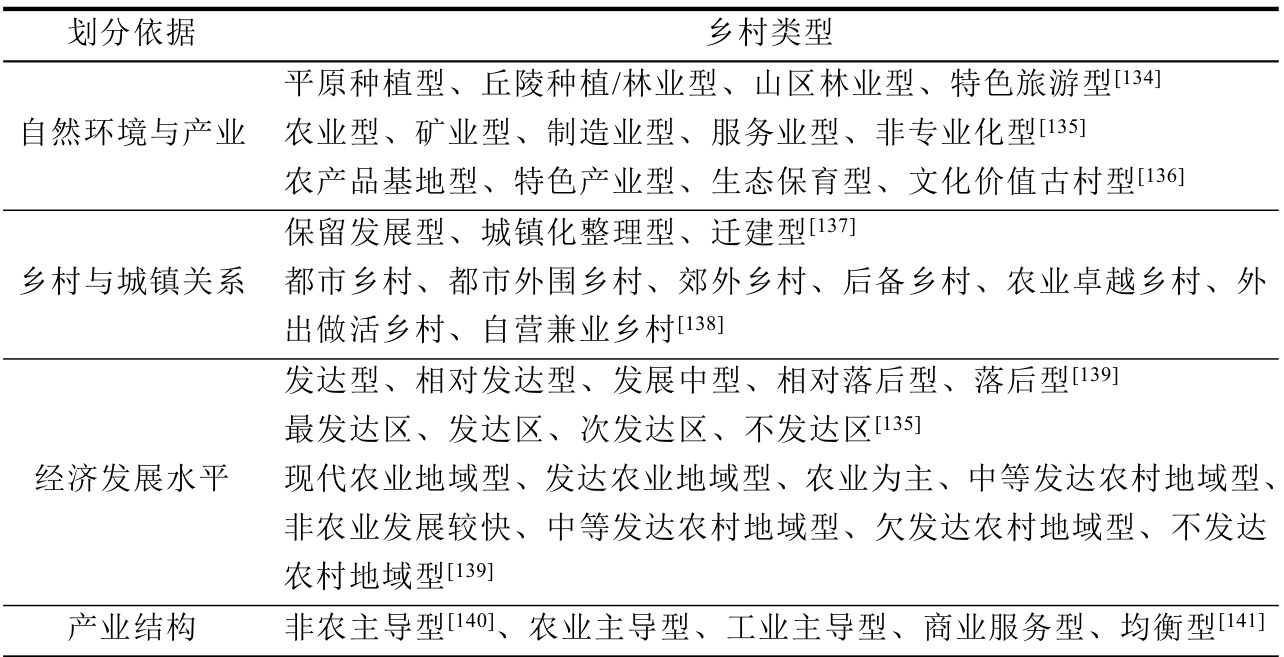 划分依据 乡村类型
平原种植型、丘陵种植/林业型、山区林业型、特色旅游型[134]
自然环境与产业 农业型、矿业型、制造业型、服务业型、非专业化型[135]
农产品基地型、特色产业型、生态保育型、文化价值古村型[136]
保留发展型、城镇化整理型、迁建型[137]
乡村与城镇关系 都市乡村、都市外围乡村、郊外乡村、后备乡村、农业卓越乡村、外
出做活乡村、自营兼业乡村[138]
发达型、相对发达型、发展中型、相对落后型、落后型[139]
最发达区、发达区、次发达区、不发达区[135]
经济发展水平 现代农业地域型、发达农业地域型、农业为主、中等发达农村地域型、
非农业发展较快、中等发达农村地域型、欠发达农村地域型、不发达
农村地域型[139]
产业结构 非农主导型[140]、农业主导型、工业主导型、商业服务型、均衡型[141]